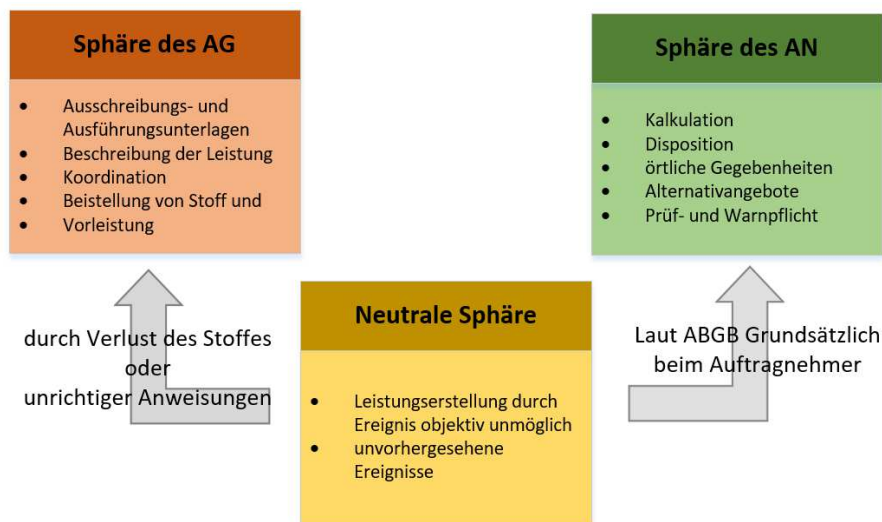 Sphäre des AG
• Ausschreibungs- und
Ausführungsunterlagen
• Beschreibung der Leistung
• Koordination
• Beistellung von Stoff und
• Vorleistung
Sphäre des AN
• Kalkulation
• Disposition
• örtliche Gegebenheiten
• Alternativangebote
• Prüf- und Warnpflicht
durch Verlust des Stoffes
oder
unrichtiger Anweisungen
Neutrale Sphäre
• Leistungserstellung durch
Ereignis objektiv unmöglich
• unvorhergesehene
Ereignisse
Laut ABGB Grundsätzlich
beim Auftragnehmer